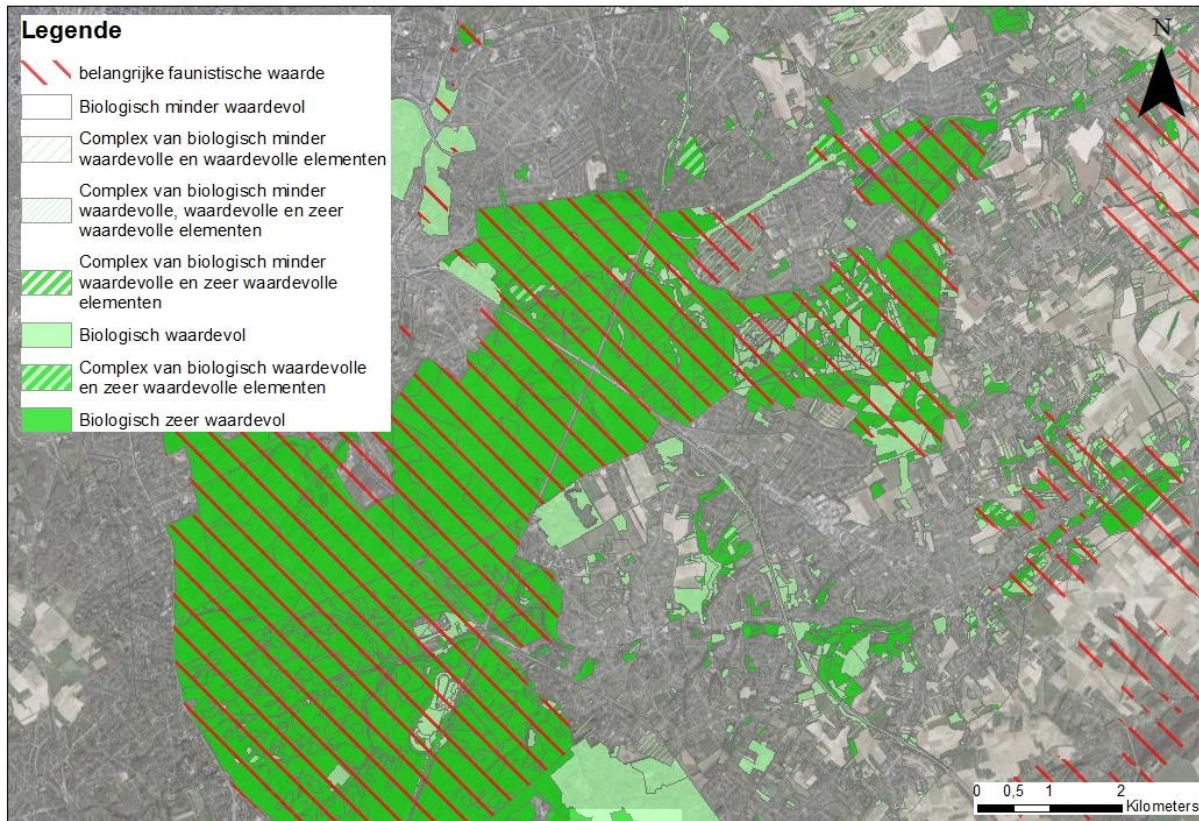 Legende
belangrijke faunistische waarde
Biologisch minder waardevol
Complex van biologisch minder
waardevolle en waardevolle elementen
Complex van biologisch minder
waardevolle, waardevolle en zeer
waardevolle elementen
Complex van biologisch minder
waardevolle en zeer waardevolle
elementen
Biologisch waardevol
Complex van biologisch waardevolle
en zeer waardevolle elementen
Biologisch zeer waardevol
N
0 0,5 1 2
Kilometers